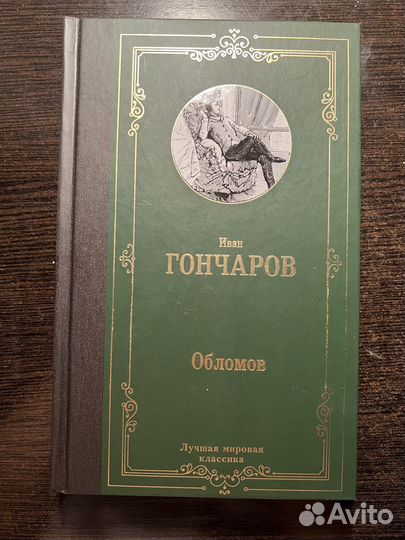 Иван
ГОНЧАРОВ
Обломов
Лучшая мировая
классика
Avito